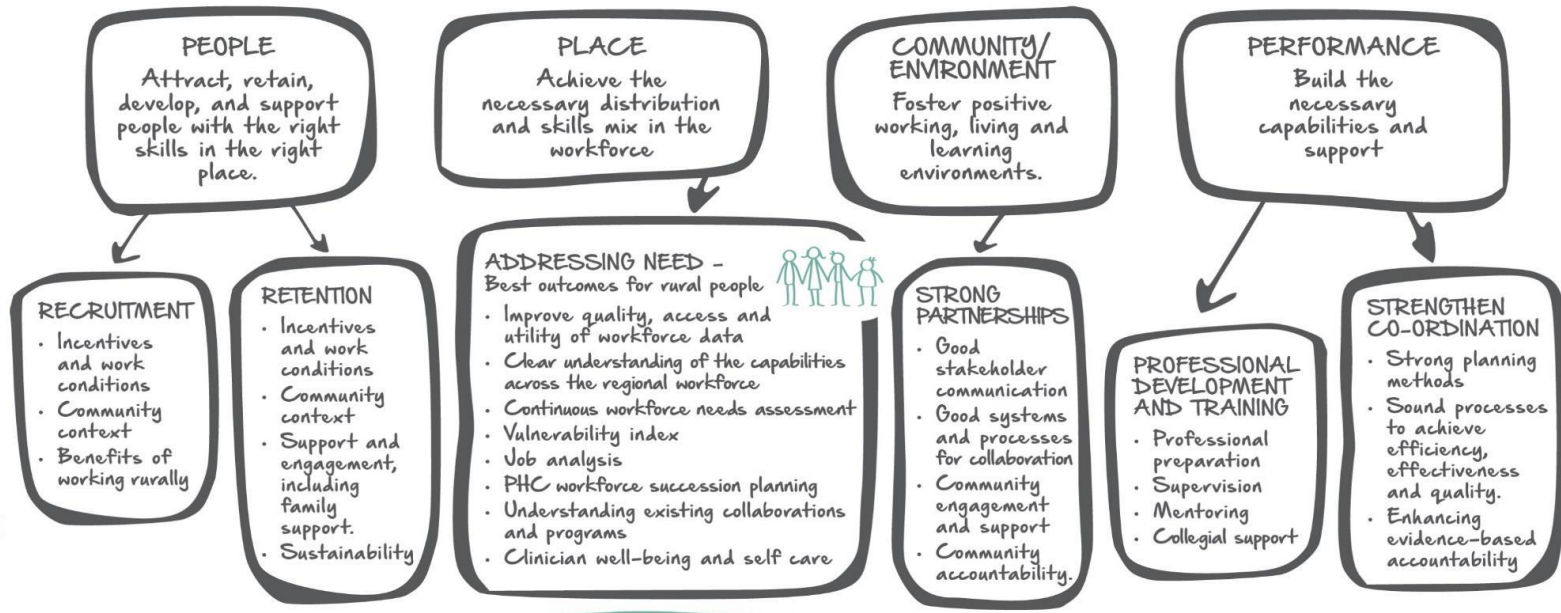 PEOPLE
Attract, retain,
develop, and support
people with the right
skills in the right
place.
PLACE
Achieve the
necessary distribution
and skills mix in the
workforce
COMMUNITY/
ENVIRONMENT
Foster positive
working, living and
learning
environments.
PERFORMANCE
Build the
necessary
capabilities and
support
RECRUITMENT
· Incentives
and work
conditions
· Community
context
· Benefits of
working rurally
RETENTION
· Incentives
and work
conditions
· Community
context
· Support and
engagement,
including
family
support.
· Sustainability
ADDRESSING NEED -
Best outcomes for rural people
· Improve quality, access and
utility of workforce data
· Clear understanding of the capabilities
across the regional workforce
· Continuous workforce needs assessment
· Vulnerability index
· Job analysis
· PHC workforce succession planning
· Understanding existing collaborations
and programs
· Clinician well-being and self care
STRONG
PARTNERSHIPS
· Good
stakeholder
communication
· Good systems
and processes
for collaboration
· Community
engagement
and support
· Community
accountability.
PROFESSIONAL
DEVELOPMENT
AND TRAINING
· Professional
preparation
· Supervision
· Mentoring
· Collegial support
STRENGTHEN
CO-ORDINATION
· Strong planning
methods
· Sound processes
to achieve
efficiency,
effectiveness
and quality.
· Enhancing
evidence-based
accountability